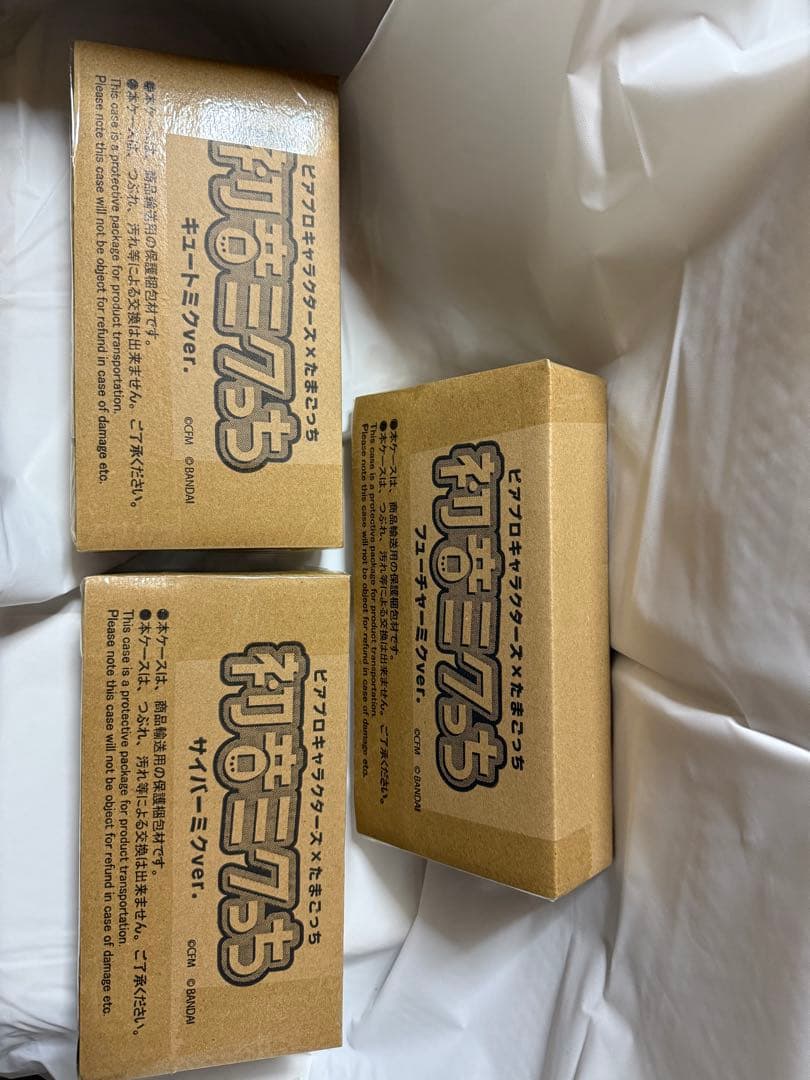 ピアプロキャラクターズ×たまごっち
初音ミクっち
キュートミクver.
©CFM ©BANDAI
●本ケースは、商品輸送用の保護梱包材です。
●本ケースは、つぶれ、汚れ等による交換は出来ません。ご了承ください。
This case is a protective package for product transportation.
Please note this case will not be object for refund in case of damage etc.
ピアプロキャラクターズ×たまごっち
初音ミクっち
フューチャーミクver.
©CFM ©BANDAI
●本ケースは、商品輸送用の保護梱包材です。
●本ケースは、つぶれ、汚れ等による交換は出来ません。ご了承ください。
This case is a protective package for product transportation.
Please note this case will not be object for refund in case of damage etc.
ピアプロキャラクターズ×たまごっち
初音ミクっち
サイバーミクver.
©CFM ©BANDAI
●本ケースは、商品輸送用の保護梱包材です。
●本ケースは、つぶれ、汚れ等による交換は出来ません。ご了承ください。
This case is a protective package for product transportation.
Please note this case will not be object for refund in case of damage etc.